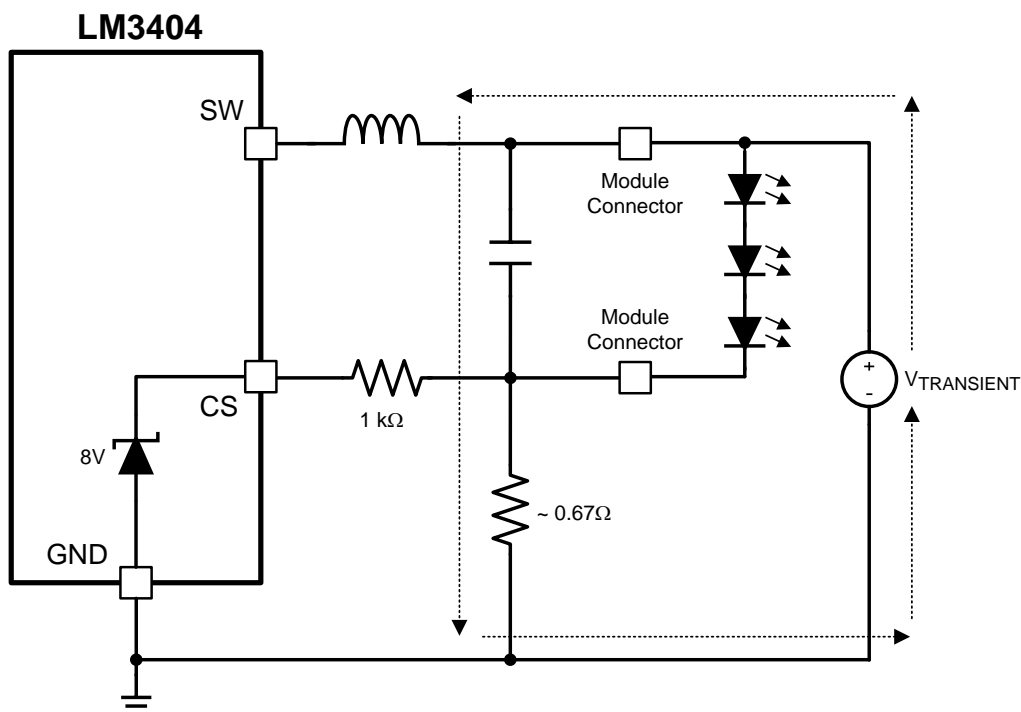 LM3404
SW
Module
Connector
Module
Connector
+
-
VTRANSIENT
CS
1 kΩ
8V
~ 0.67Ω
GND